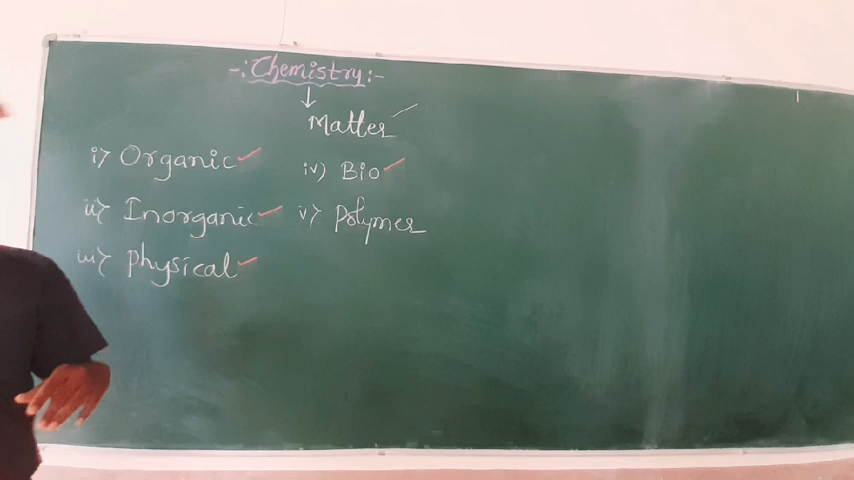 -:Chemistry:-
Matter
i) Organic
ii) Inorganic
iii) Physical
iv) Bio
v) Polymer